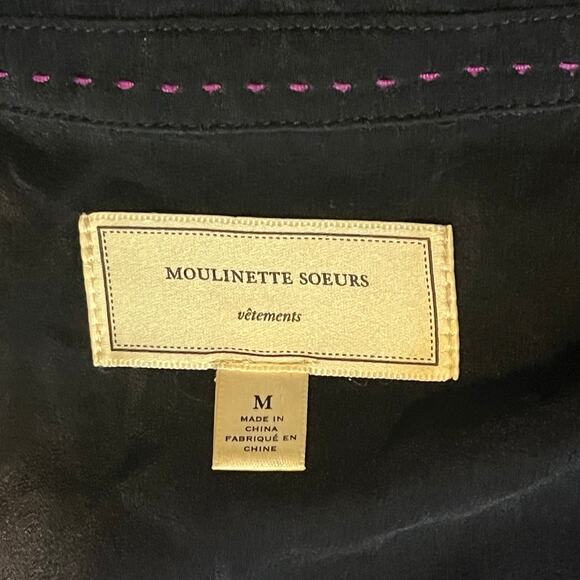 MOULINETTE SOEURS
vêtements
M
MADE IN
CHINA
FABRIQUÉ EN
CHINE